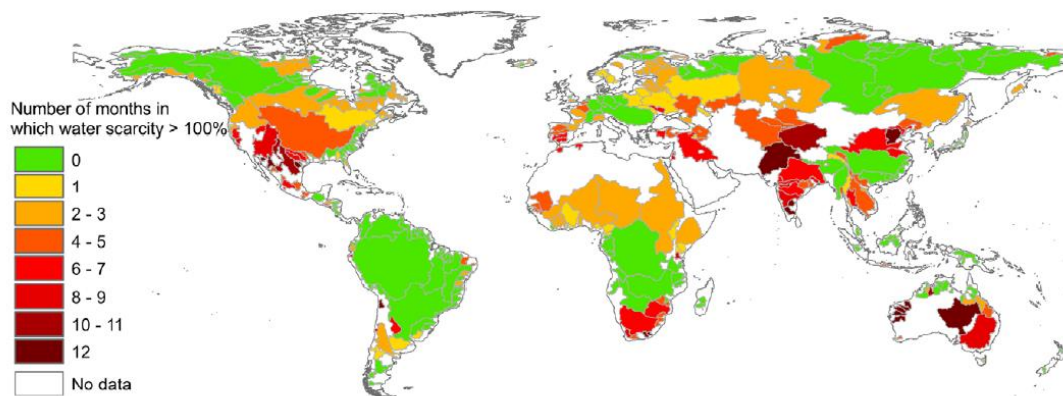 Number of months in
which water scarcity > 100%
0
1
2 - 3
4 - 5
6 - 7
8 - 9
10 - 11
12
No data